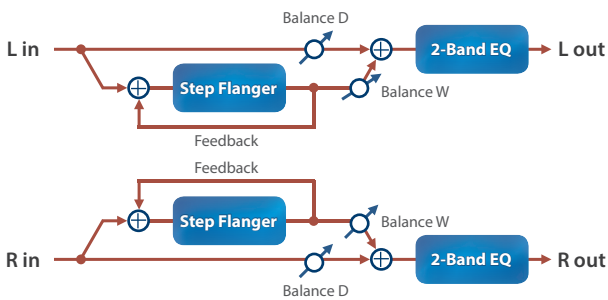 Balance D
L in
2-Band EQ
L out
Step Flanger
Balance W
Feedback
Feedback
Step Flanger
Balance W
R in
2-Band EQ
R out
Balance D